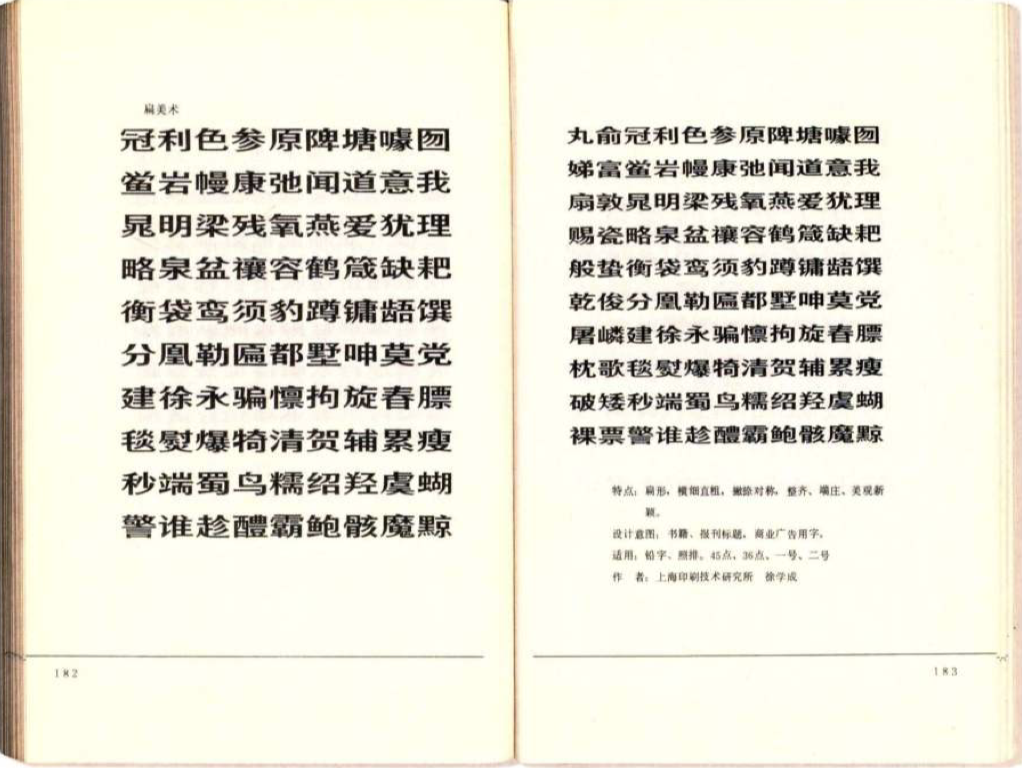 扁美术
冠利色参原陴塘噱囫
鲎岩幔康弛闻道意我
晁明梁残氧燕爱犹理
略泉盆禳容鹤箴缺耙
衡袋鸾须豹蹲镛龉馔
分凰勒匾都墅呻莫党
建徐永骗懔拘旋春膘
毯熨爆犄清贺辅累瘦
秒端蜀鸟糯绍羟虞蝴
警谁趁醴霸鲍骸魔黥
182
丸俞冠利色参原陴塘噱囫
娣富鲎岩幔康弛闻道意我
扇敦晁明梁残氧燕爱犹理
赐瓷略泉盆禳容鹤箴缺耙
般蛰衡袋鸾须豹蹲镛龉馔
乾俊分凰勒匾都墅呻莫党
屠嶙建徐永骗懔拘旋春膘
枕歌毯熨爆犄清贺辅累瘦
破矮秒端蜀鸟糯绍羟虞蝴
裸票警谁趁醴霸鲍骸魔黥
特点：扁形，横细直粗，撇捺对称，整齐、端庄、美观新
颖。
设计意图：书籍、报刊标题，商业广告用字。
适用：铅字、照排。45点、36点、一号、二号
作　者：上海印刷技术研究所　徐学成
183